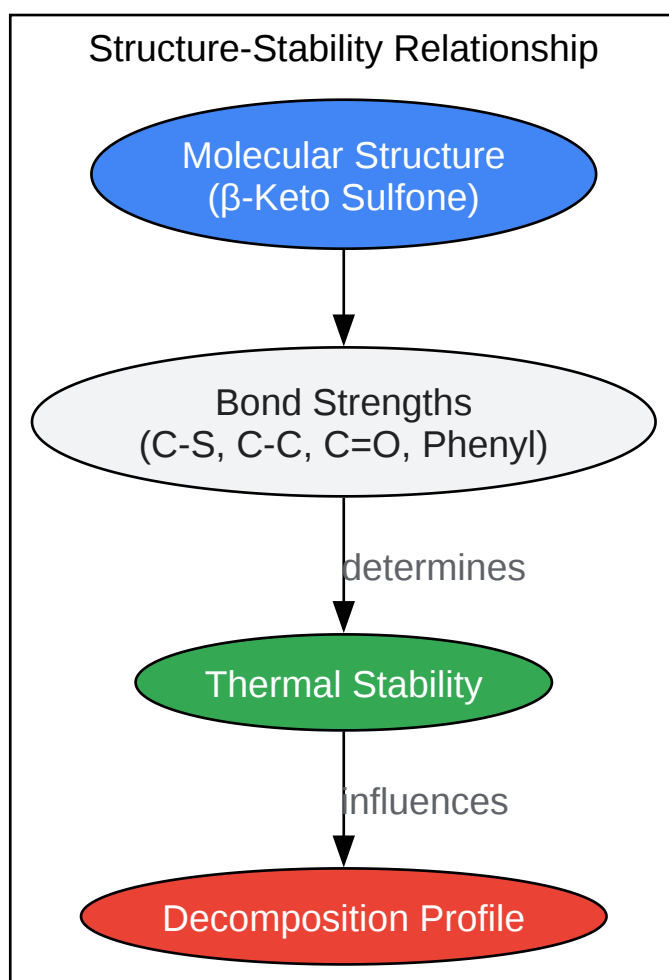 Structure-Stability Relationship
Molecular Structure
(β-Keto Sulfone)
Bond Strengths
(C-S, C-C, C=O, Phenyl)
determines
Thermal Stability
influences
Decomposition Profile